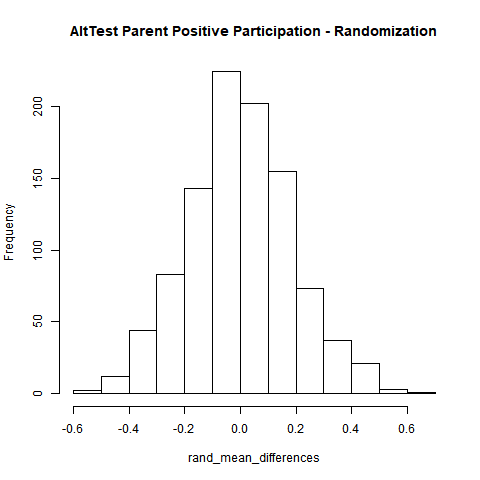 AltTest Parent Positive Participation - Randomization
Frequency
200
150
100
50
0
-0.6 -0.4 -0.2 0.0 0.2 0.4 0.6
rand_mean_differences